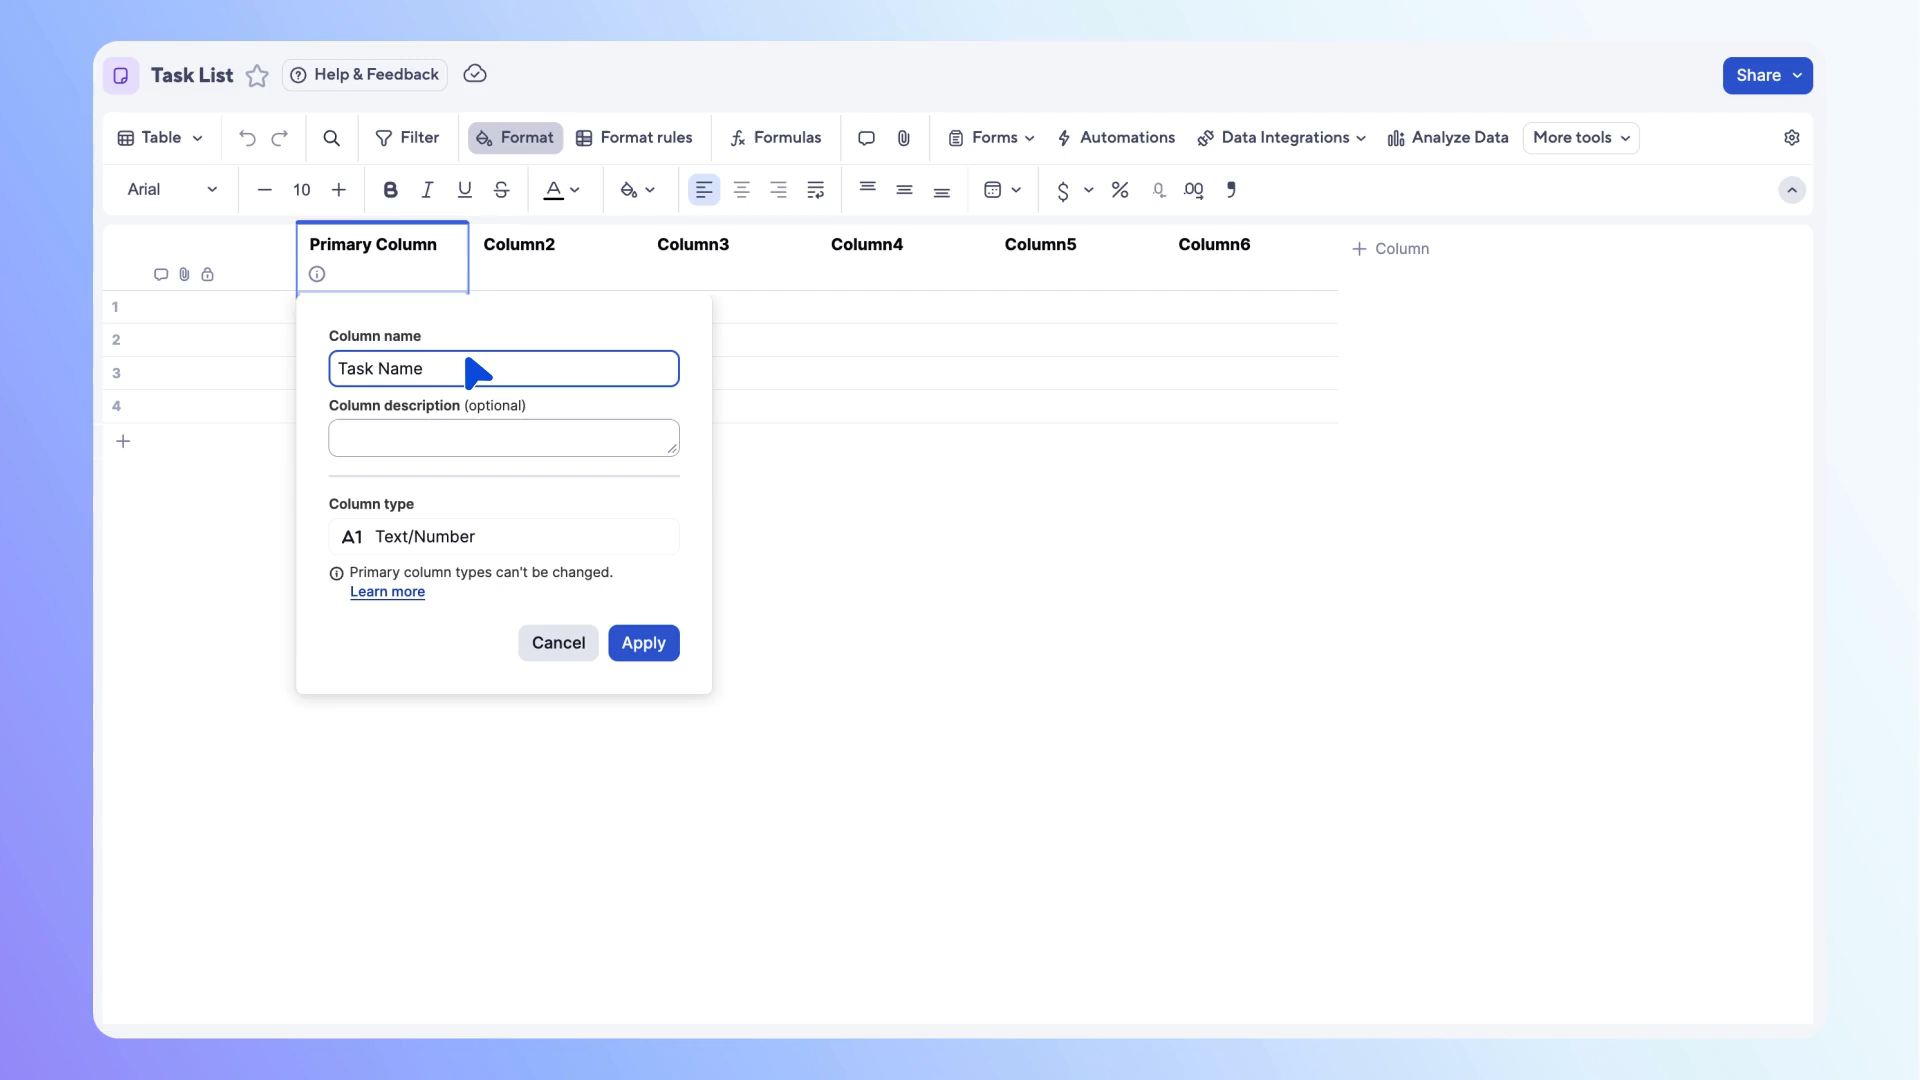 Task List
Help & Feedback
Share
Table
Filter
Format
Format rules
Formulas
Forms
Automations
Data Integrations
Analyze Data
More tools
Arial
10
B
I
U
S
A
$
%
.0
.00
Primary Column
Column2
Column3
Column4
Column5
Column6
Column
1
2
3
4
Column name
Task Name
Column description (optional)
Column type
A1 Text/Number
Primary column types can't be changed.
Learn more
Cancel
Apply